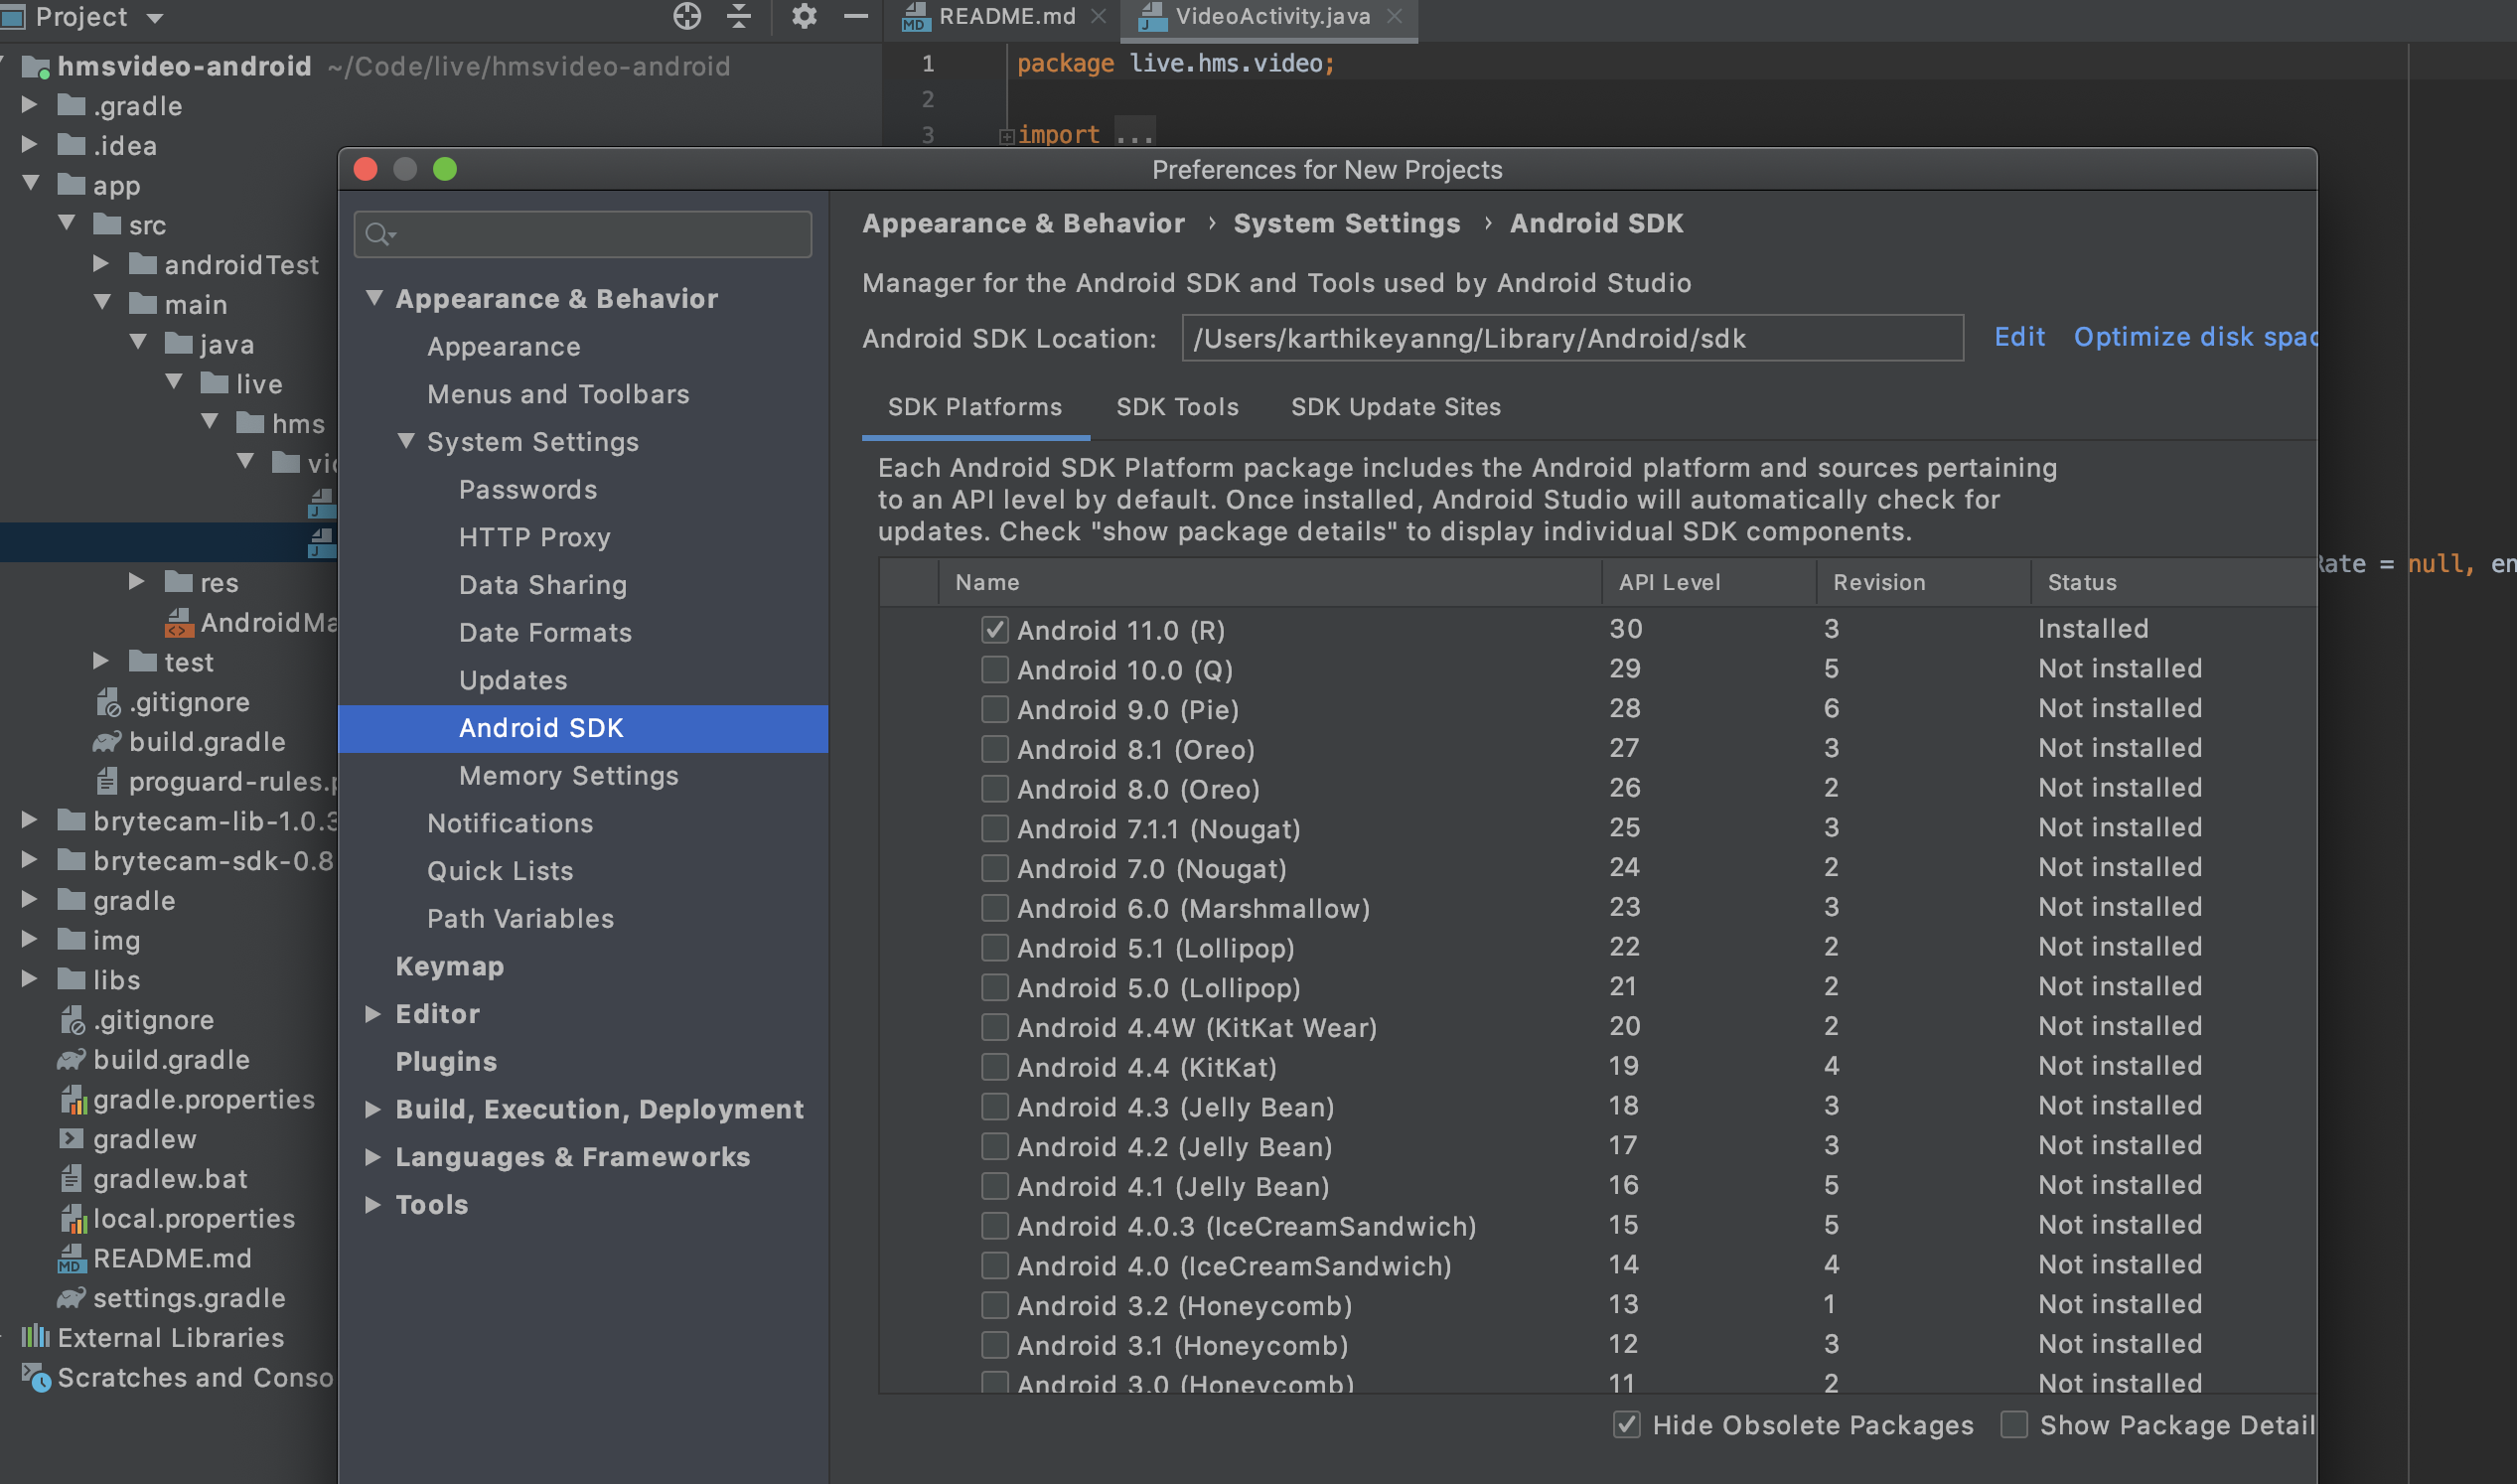 Project
README.md
VideoActivity.java
hmsvideo-android ~/Code/live/hmsvideo-android
.gradle
.idea
app
src
androidTest
main
java
live
hms
res
test
.gitignore
build.gradle
brytecam-lib-1.0.3
brytecam-sdk-0.8
gradle
img
libs
.gitignore
build.gradle
gradle.properties
gradlew
gradlew.bat
local.properties
README.md
settings.gradle
External Libraries
Scratches and Conso
1 package live.hms.video;
2
3 import ...
= null, en
Preferences for New Projects
Appearance & Behavior
Appearance
Menus and Toolbars
System Settings
Passwords
HTTP Proxy
Data Sharing
Date Formats
Updates
Android SDK
Memory Settings
Notifications
Quick Lists
Path Variables
Keymap
Editor
Plugins
Build, Execution, Deployment
Languages & Frameworks
Tools
Appearance & Behavior › System Settings › Android SDK
Manager for the Android SDK and Tools used by Android Studio
Android SDK Location: /Users/karthikeyanng/Library/Android/sdk Edit Optimize disk spac
SDK Platforms SDK Tools SDK Update Sites
Each Android SDK Platform package includes the Android platform and sources pertaining
to an API level by default. Once installed, Android Studio will automatically check for
updates. Check "show package details" to display individual SDK components.
Name API Level Revision Status
Android 11.0 (R) 30 3 Installed
Android 10.0 (Q) 29 5 Not installed
Android 9.0 (Pie) 28 6 Not installed
Android 8.1 (Oreo) 27 3 Not installed
Android 8.0 (Oreo) 26 2 Not installed
Android 7.1.1 (Nougat) 25 3 Not installed
Android 7.0 (Nougat) 24 2 Not installed
Android 6.0 (Marshmallow) 23 3 Not installed
Android 5.1 (Lollipop) 22 2 Not installed
Android 5.0 (Lollipop) 21 2 Not installed
Android 4.4W (KitKat Wear) 20 2 Not installed
Android 4.4 (KitKat) 19 4 Not installed
Android 4.3 (Jelly Bean) 18 3 Not installed
Android 4.2 (Jelly Bean) 17 3 Not installed
Android 4.1 (Jelly Bean) 16 5 Not installed
Android 4.0.3 (IceCreamSandwich) 15 5 Not installed
Android 4.0 (IceCreamSandwich) 14 4 Not installed
Android 3.2 (Honeycomb) 13 1 Not installed
Android 3.1 (Honeycomb) 12 3 Not installed
Android 3.0 (Honeycomb) 11 2 Not installed
Hide Obsolete Packages Show Package Detail